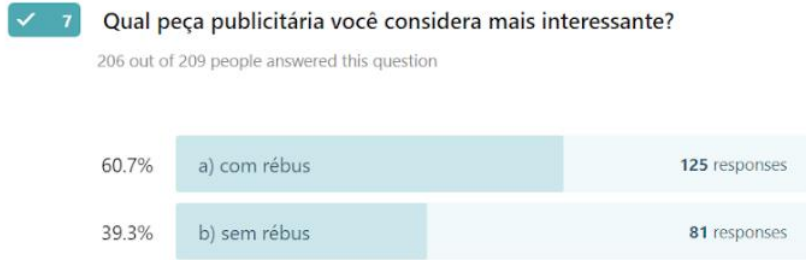 7 Qual peça publicitária você considera mais interessante?
206 out of 209 people answered this question
60.7% a) com rébus 125 responses
39.3% b) sem rébus 81 responses